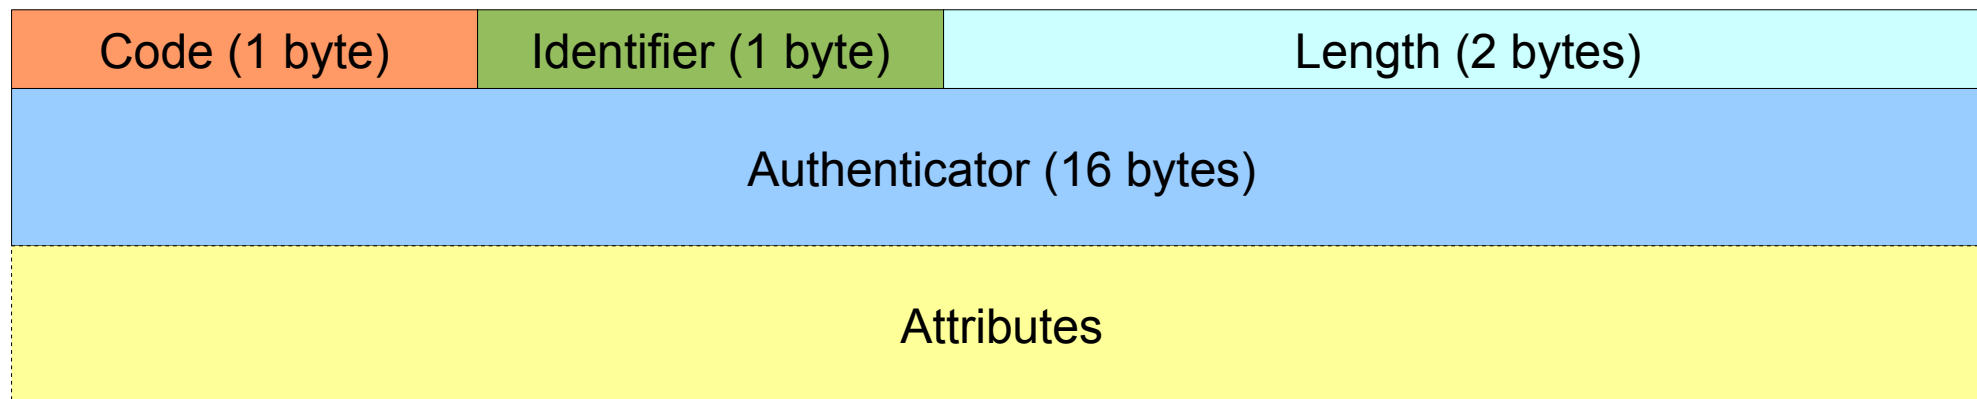 Code (1 byte) Identifier (1 byte) Length (2 bytes)
Authenticator (16 bytes)
Attributes